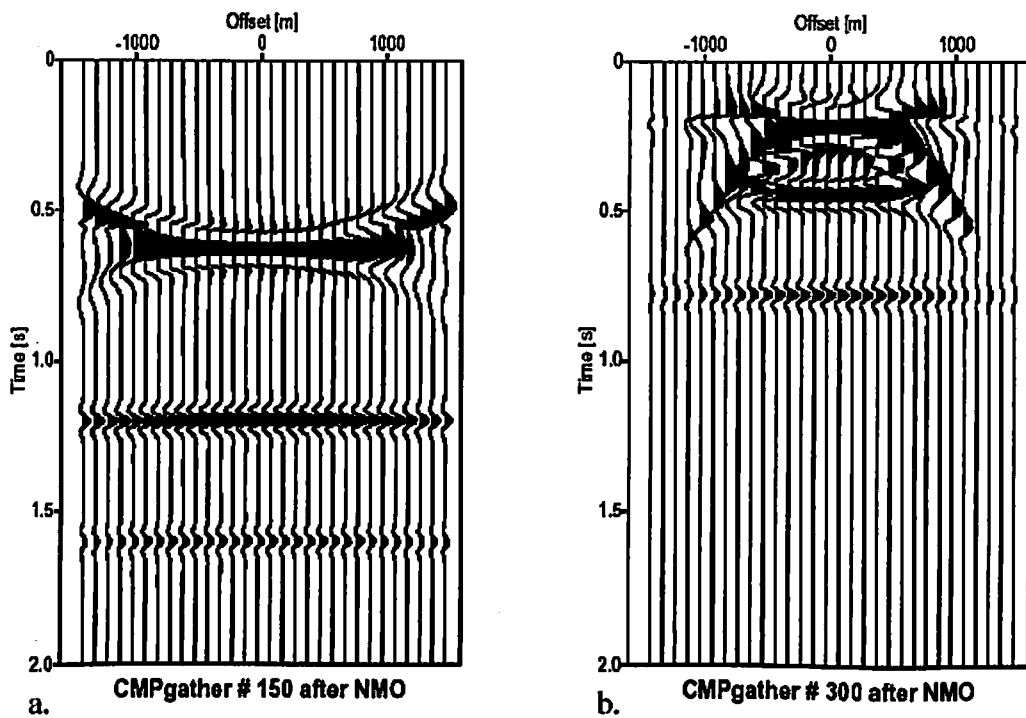 Offset [m]
-1000 0 1000
0
0.5
1.0
1.5
2.0
Time [s]
CMPgather # 150 after NMO
a.
Offset [m]
-1000 0 1000
0
0.5
1.0
1.5
2.0
Time [s]
CMPgather # 300 after NMO
b.